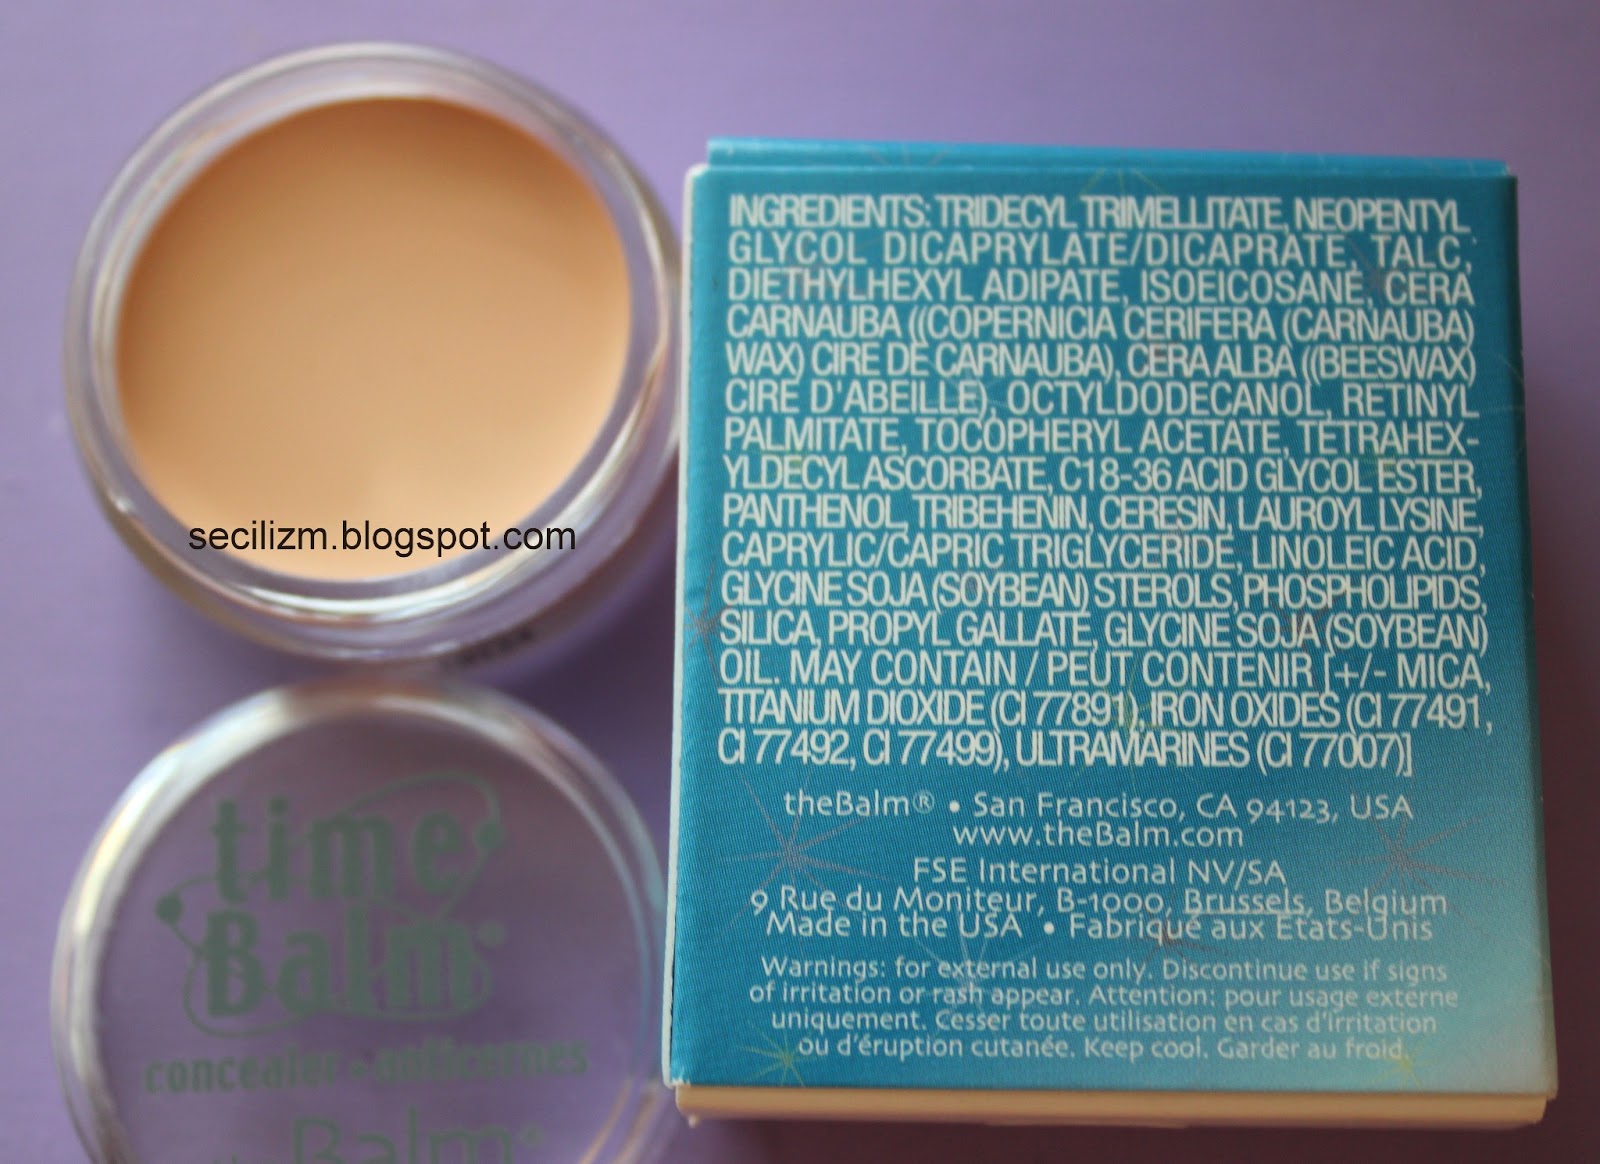 secilizm.blogspot.com
time
Balm
concealer • anticernes
Balm
INGREDIENTS: TRIDECYL TRIMELLITATE, NEOPENTYL
GLYCOL DICAPRYLATE/DICAPRATE, TALC,
DIETHYLHEXYL ADIPATE, ISOEICOSANE, CERA
CARNAUBA ((COPERNICIA CERIFERA (CARNAUBA)
WAX) CIRE DE CARNAUBA), CERA ALBA ((BEESWAX)
CIRE D'ABEILLE), OCTYLDODECANOL, RETINYL
PALMITATE, TOCOPHERYL ACETATE, TETRAHEX-
YLDECYL ASCORBATE, C18-36 ACID GLYCOL ESTER,
PANTHENOL, TRIBEHENIN, CERESIN, LAUROYL LYSINE,
CAPRYLIC/CAPRIC TRIGLYCERIDE, LINOLEIC ACID,
GLYCINE SOJA (SOYBEAN) STEROLS, PHOSPHOLIPIDS,
SILICA, PROPYL GALLATE, GLYCINE SOJA (SOYBEAN)
OIL. MAY CONTAIN / PEUT CONTENIR [+/- MICA,
TITANIUM DIOXIDE (CI 77891), IRON OXIDES (CI 77491,
CI 77492, CI 77499), ULTRAMARINES (CI 77007)]
theBalm® • San Francisco, CA 94123, USA
www.theBalm.com
FSE International NV/SA
9 Rue du Moniteur, B-1000, Brussels, Belgium
Made in the USA • Fabriqué aux Etats-Unis
Warnings: for external use only. Discontinue use if signs
of irritation or rash appear. Attention: pour usage externe
uniquement. Cesser toute utilisation en cas d'irritation
ou d'éruption cutanée. Keep cool. Garder au froid.